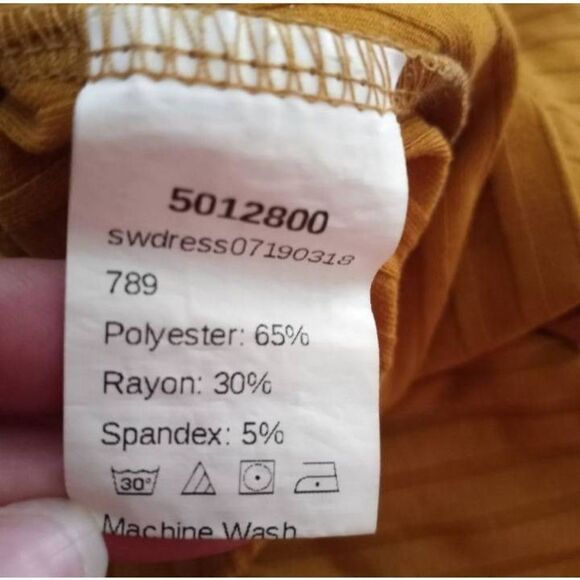 5012800
swdress07190318
789
Polyester: 65%
Rayon: 30%
Spandex: 5%
30°
Machine Wash